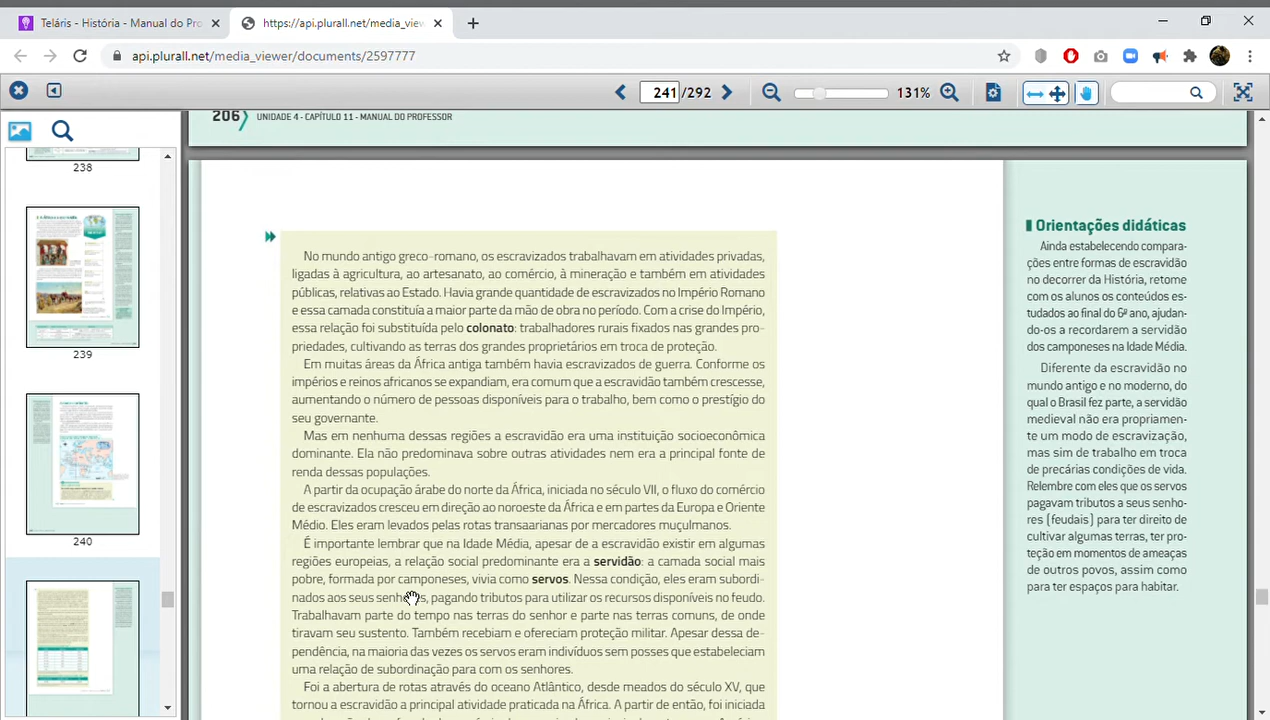 Teláris - História - Manual do Pro
https://api.plurall.net/media_view
api.plurall.net/media_viewer/documents/2597777
241 /292
131%
206
UNIDADE 4 - CAPÍTULO 11 - MANUAL DO PROFESSOR
238
239
240
No mundo antigo greco-romano, os escravizados trabalhavam em atividades privadas,
ligadas à agricultura, ao artesanato, ao comércio, à mineração e também em atividades
públicas, relativas ao Estado. Havia grande quantidade de escravizados no Império Romano
e essa camada constituía a maior parte da mão de obra no período. Com a crise do Império,
essa relação foi substituída pelo colonato: trabalhadores rurais fixados nas grandes pro-
priedades, cultivando as terras dos grandes proprietários em troca de proteção.
Em muitas áreas da África antiga também havia escravizados de guerra. Conforme os
impérios e reinos africanos se expandiam, era comum que a escravidão também crescesse,
aumentando o número de pessoas disponíveis para o trabalho, bem como o prestígio do
seu governante.
Mas em nenhuma dessas regiões a escravidão era uma instituição socioeconômica
dominante. Ela não predominava sobre outras atividades nem era a principal fonte de
renda dessas populações.
A partir da ocupação árabe do norte da África, iniciada no século VII, o fluxo do comércio
de escravizados cresceu em direção ao noroeste da África e em partes da Europa e Oriente
Médio. Eles eram levados pelas rotas transaarianas por mercadores muçulmanos.
É importante lembrar que na Idade Média, apesar de a escravidão existir em algumas
regiões europeias, a relação social predominante era a servidão: a camada social mais
pobre, formada por camponeses, vivia como servos. Nessa condição, eles eram subordi-
nados aos seus senhores, pagando tributos para utilizar os recursos disponíveis no feudo.
Trabalhavam parte do tempo nas terras do senhor e parte nas terras comuns, de onde
tiravam seu sustento. Também recebiam e ofereciam proteção militar. Apesar dessa de-
pendência, na maioria das vezes os servos eram indivíduos sem posses que estabeleciam
uma relação de subordinação para com os senhores.
Foi a abertura de rotas através do oceano Atlântico, desde meados do século XV, que
tornou a escravidão a principal atividade praticada na África. A partir de então, foi iniciada
Orientações didáticas
Ainda estabelecendo compara-
ções entre formas de escravidão
no decorrer da História, retome
com os alunos os conteúdos es-
tudados ao final do 6º ano, ajudan-
do-os a recordarem a servidão
dos camponeses na Idade Média.
Diferente da escravidão no
mundo antigo e no moderno, do
qual o Brasil fez parte, a servidão
medieval não era propriamen-
te um modo de escravização,
mas sim de trabalho em troca
de precárias condições de vida.
Relembre com eles que os servos
pagavam tributos a seus senho-
res (feudais) para ter direito de
cultivar algumas terras, ter pro-
teção em momentos de ameaças
de outros povos, assim como
para ter espaços para habitar.